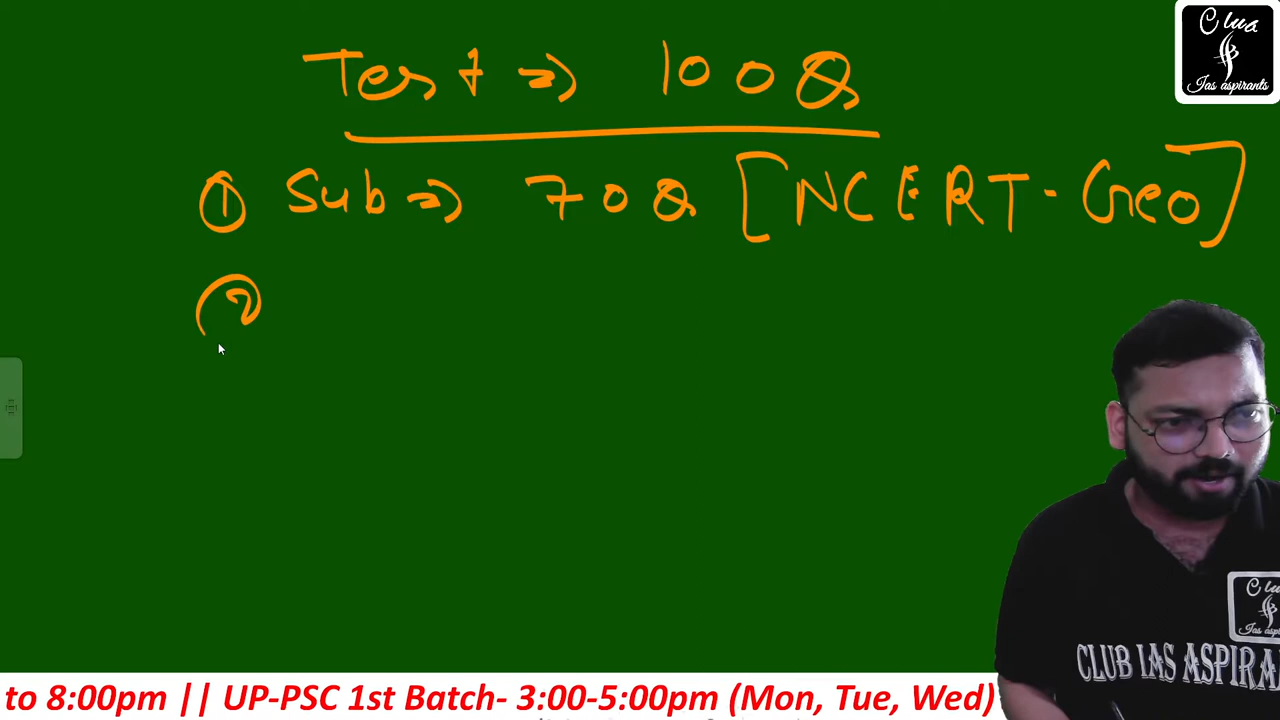 Clua
Ias aspirants
Test ⇒ 100Q
① Sub ⇒ 70Q [NCERT-Geo]
②
CLUB IAS ASPIRA
to 8:00pm || UP-PSC 1st Batch- 3:00-5:00pm (Mon, Tue, Wed)